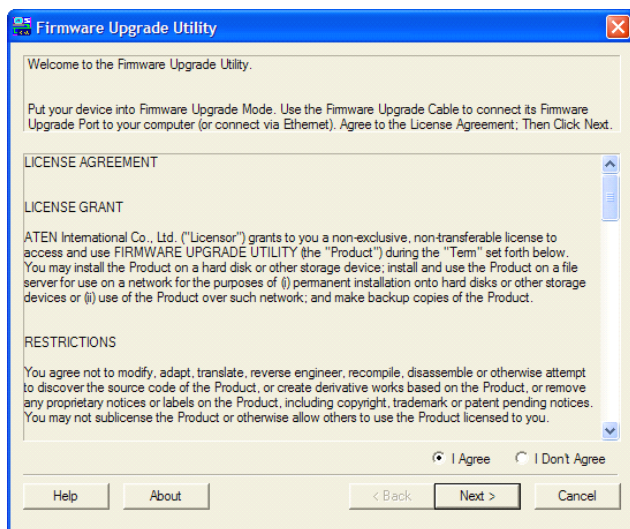 Firmware Upgrade Utility
Welcome to the Firmware Upgrade Utility.
Put your device into Firmware Upgrade Mode. Use the Firmware Upgrade Cable to connect its Firmware
Upgrade Port to your computer (or connect via Ethernet). Agree to the License Agreement; Then Click Next.
LICENSE AGREEMENT
LICENSE GRANT
ATEN International Co., Ltd. ("Licensor") grants to you a non-exclusive, non-transferable license to
access and use FIRMWARE UPGRADE UTILITY (the "Product") during the "Term" set forth below.
You may install the Product on a hard disk or other storage device; install and use the Product on a file
server for use on a network for the purposes of (i) permanent installation onto hard disks or other storage
devices or (ii) use of the Product over such network; and make backup copies of the Product.
RESTRICTIONS
You agree not to modify, adapt, translate, reverse engineer, recompile, disassemble or otherwise attempt
to discover the source code of the Product, or create derivative works based on the Product, or remove
any proprietary notices or labels on the Product, including copyright, trademark or patent pending notices.
You may not sublicense the Product or otherwise allow others to use the Product licensed to you.
I Agree I Don't Agree
Help About < Back Next > Cancel